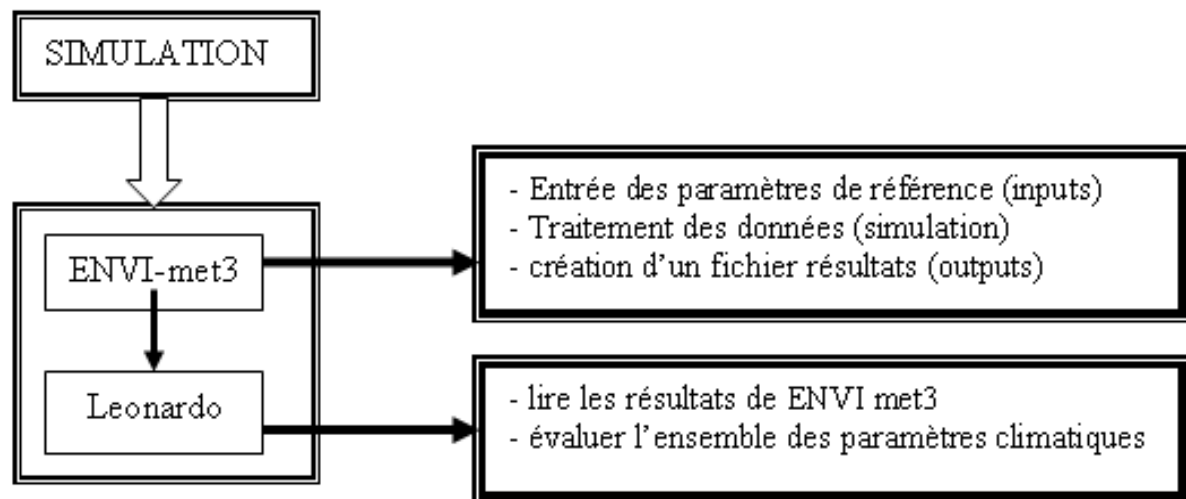 SIMULATION
ENVI-met3
- Entrée des paramètres de référence (inputs)
- Traitement des données (simulation)
- création d'un fichier résultats (outputs)
Leonardo
- lire les résultats de ENVI met3
- évaluer l'ensemble des paramètres climatiques